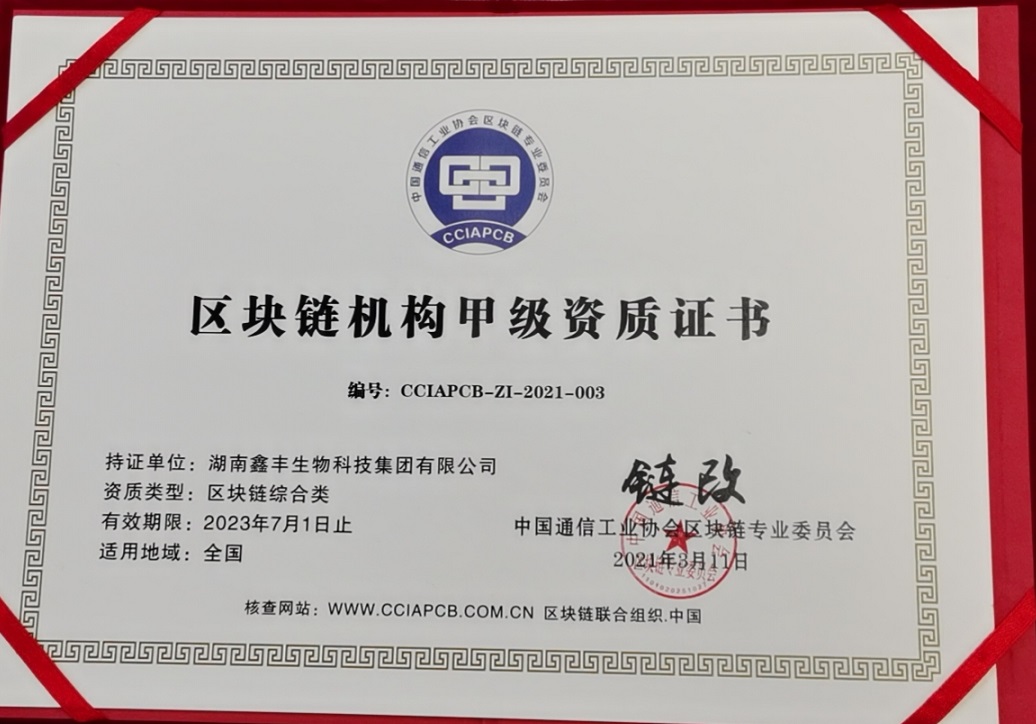 中国通信工业协会区块链专业委员会
CCIAPCB
区块链机构甲级资质证书
编号：CCIAPCB-ZI-2021-003
持证单位：湖南鑫丰生物科技集团有限公司
资质类型：区块链综合类
有效期限：2023年7月1日止
适用地域：全国
链改
中国通信工业协会区块链专业委员会
2021年3月11日
核查网站：WWW.CCIAPCB.COM.CN 区块链联合组织.中国